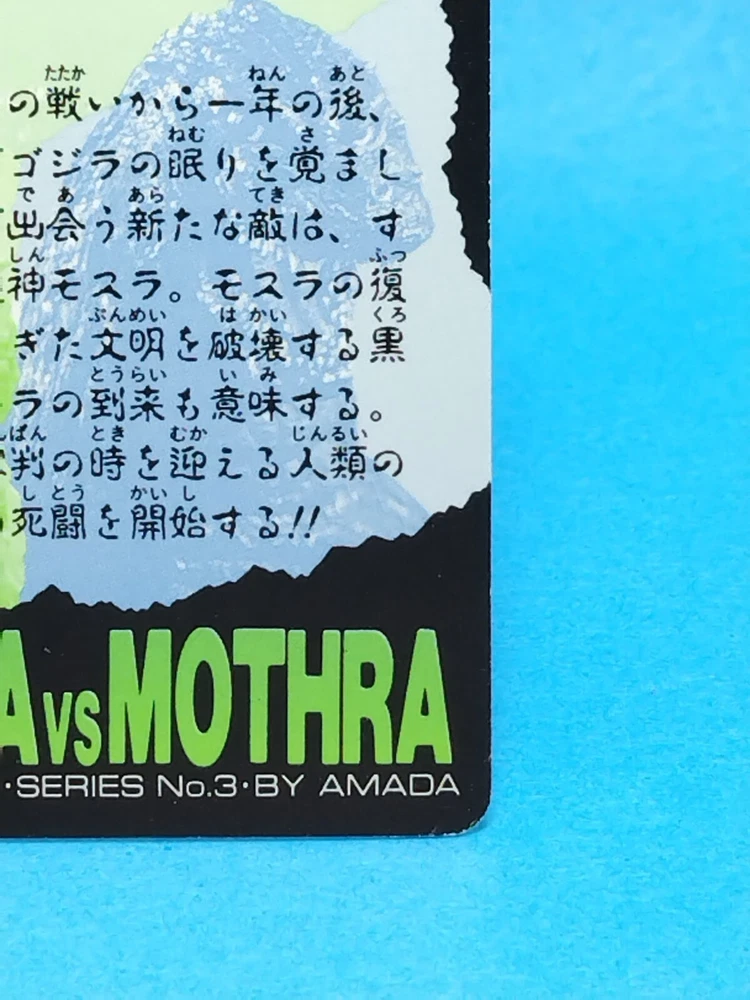 の戦いから一年の後、
ゴジラの眠りを覚まし
出会う新たな敵は、す
神モスラ。モスラの復
ぎた文明を破壊する黒
ラの到来も意味する。
判の時を迎える人類の
死闘を開始する!!
A VS MOTHRA
・SERIES No.3・BY AMADA